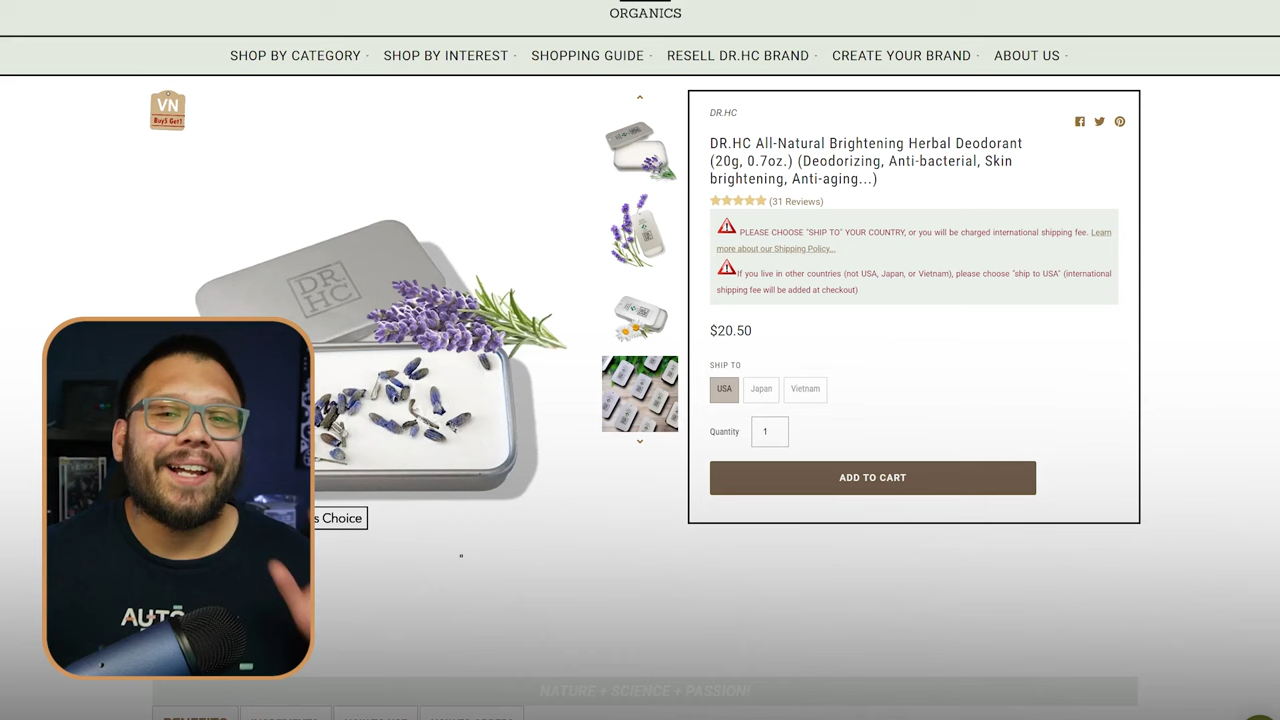 ORGANICS
SHOP BY CATEGORY
SHOP BY INTEREST
SHOPPING GUIDE
RESELL DR.HC BRAND
CREATE YOUR BRAND
ABOUT US
VN
Buy5 Get1
DR.HC
DR.HC All-Natural Brightening Herbal Deodorant
(20g, 0.7oz.) (Deodorizing, Anti-bacterial, Skin
brightening, Anti-aging...)
(31 Reviews)
PLEASE CHOOSE "SHIP TO" YOUR COUNTRY, or you will be charged international shipping fee. Learn
more about our Shipping Policy...
If you live in other countries (not USA, Japan, or Vietnam), please choose "ship to USA" (international
shipping fee will be added at checkout)
$20.50
SHIP TO
USA
Japan
Vietnam
Quantity
1
ADD TO CART
DR.
HC
s Choice
AUTO
NATURE + SCIENCE + PASSION!